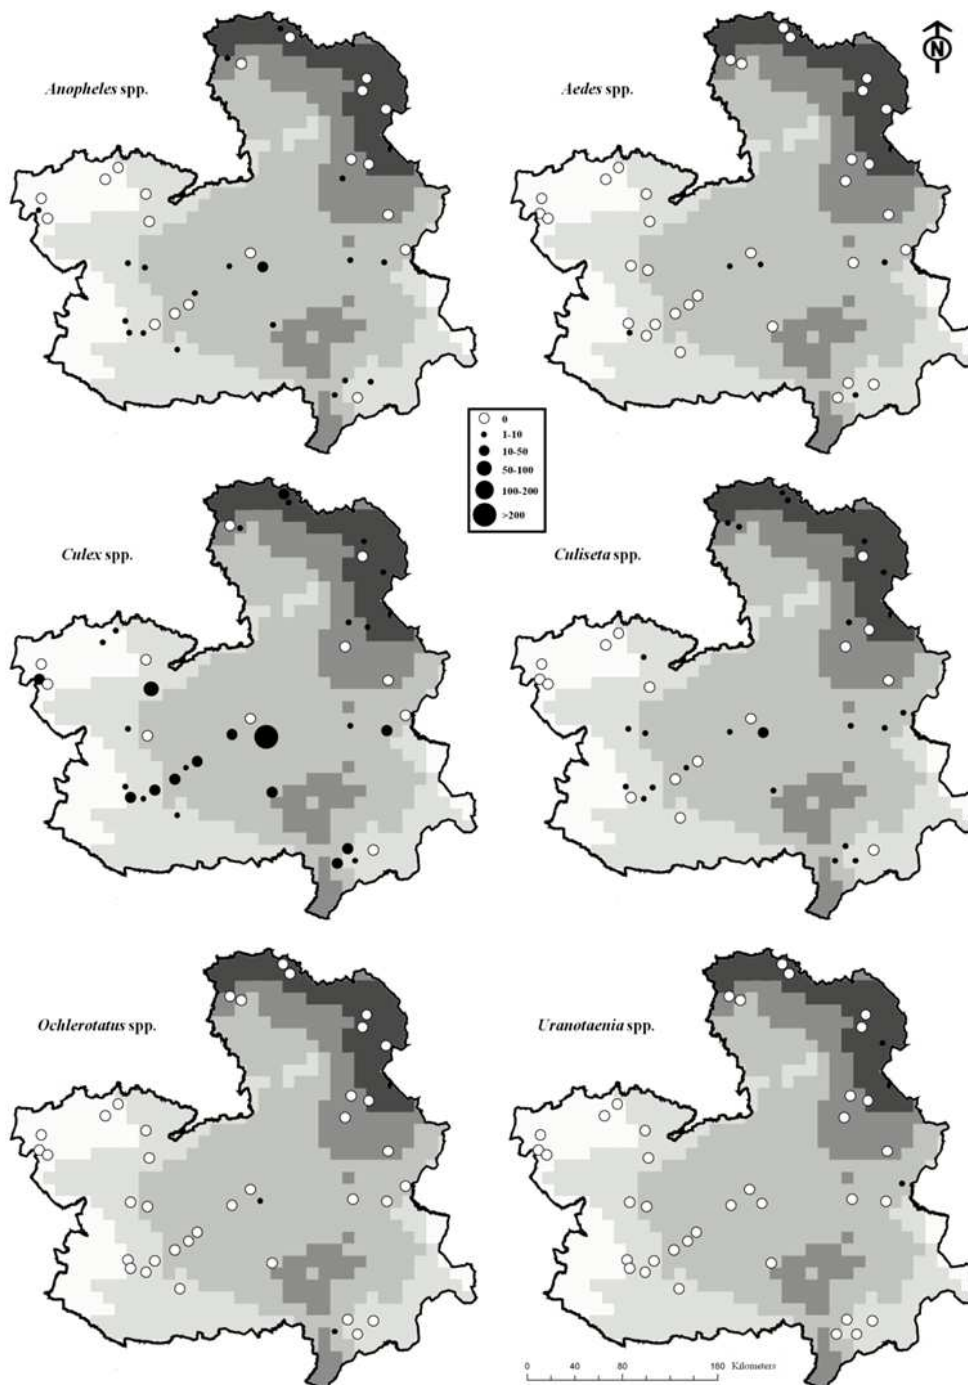 N
Anopheles spp.
Aedes spp.
0
1-10
10-50
50-100
100-200
>200
Culex spp.
Culiseta spp.
Ochlerotatus spp.
Uranotaenia spp.
0 40 80 160 Kilometers